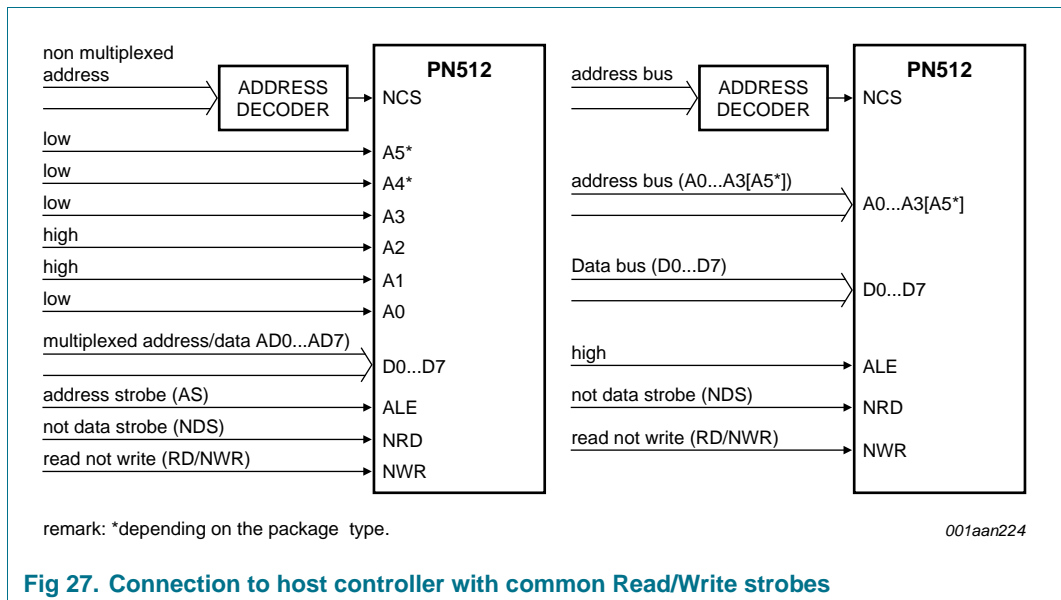 non multiplexed
address
ADDRESS
DECODER
PN512
NCS
low
A5*
low
A4*
low
A3
high
A2
high
A1
low
A0
multiplexed address/data AD0...AD7)
D0...D7
address strobe (AS)
ALE
not data strobe (NDS)
NRD
read not write (RD/NWR)
NWR
address bus
ADDRESS
DECODER
PN512
NCS
address bus (A0...A3[A5*])
A0...A3[A5*]
Data bus (D0...D7)
D0...D7
high
ALE
not data strobe (NDS)
NRD
read not write (RD/NWR)
NWR
remark: *depending on the package type.
001aan224
Fig 27. Connection to host controller with common Read/Write strobes